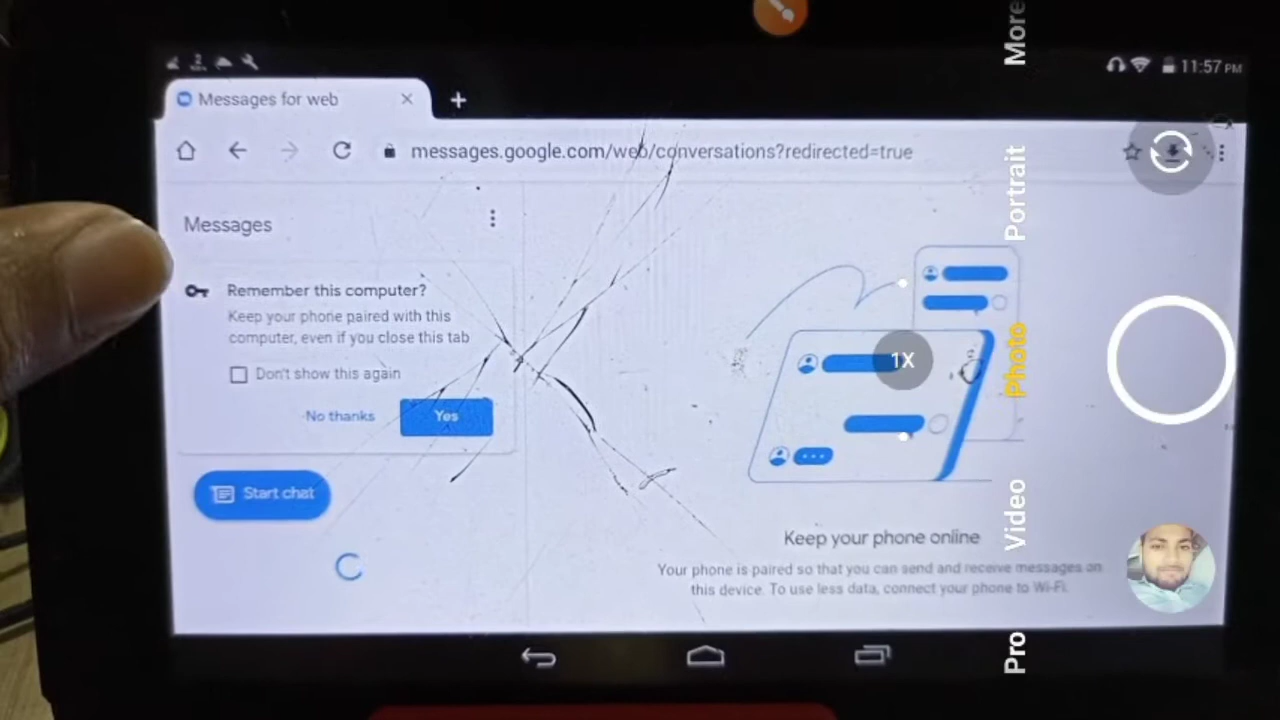 11:57 PM
Messages for web
messages.google.com/web/conversations?redirected=true
Messages
Remember this computer?
Keep your phone paired with this
computer, even if you close this tab
Don't show this again
No thanks
Yes
Start chat
Keep your phone online
Your phone is paired so that you can send and receive messages on
this device. To use less data, connect your phone to Wi-Fi.
1X
More
Portrait
Photo
Video
Pro